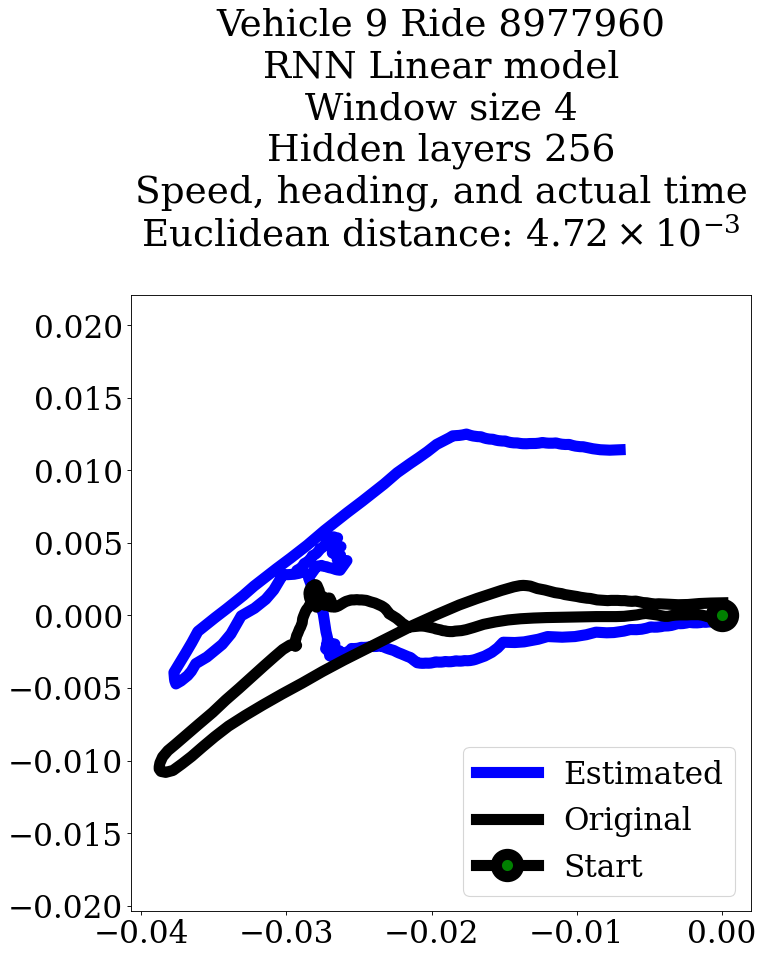 Vehicle 9 Ride 8977960
RNN Linear model
Window size 4
Hidden layers 256
Speed, heading, and actual time
Euclidean distance: 4.72 × 10⁻³
0.020
0.015
0.010
0.005
0.000
−0.005
−0.010
−0.015
−0.020
Estimated
Original
Start
−0.04 −0.03 −0.02 −0.01 0.00